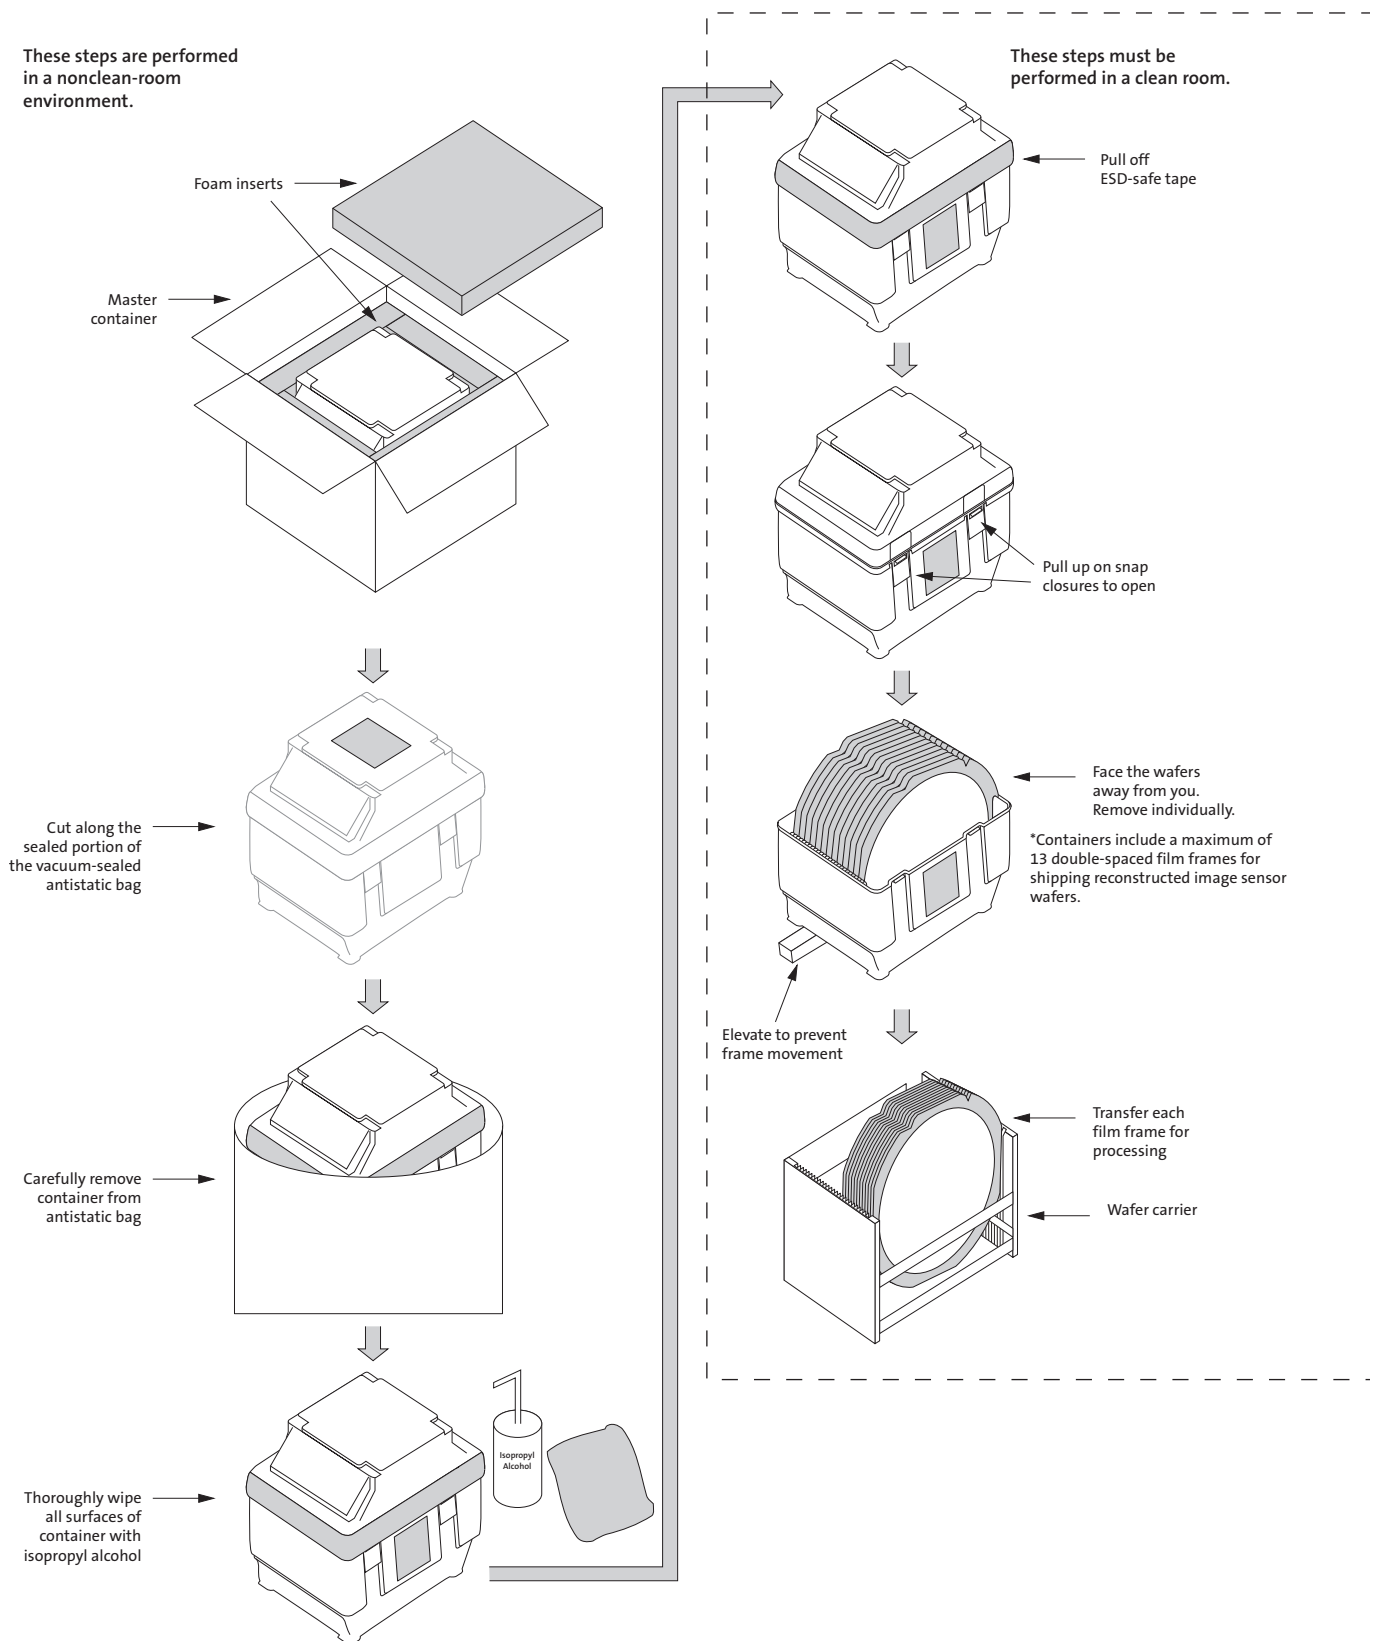 These steps are performed
in a nonclean-room
environment.
Foam inserts
Master
container
Cut along the
sealed portion of
the vacuum-sealed
antistatic bag
Carefully remove
container from
antistatic bag
Isopropyl
Alcohol
Thoroughly wipe
all surfaces of
container with
isopropyl alcohol
These steps must be
performed in a clean room.
Pull off
ESD-safe tape
Pull up on snap
closures to open
Face the wafers
away from you.
Remove individually.
*Containers include a maximum of
13 double-spaced film frames for
shipping reconstructed image sensor
wafers.
Elevate to prevent
frame movement
Transfer each
film frame for
processing
Wafer carrier